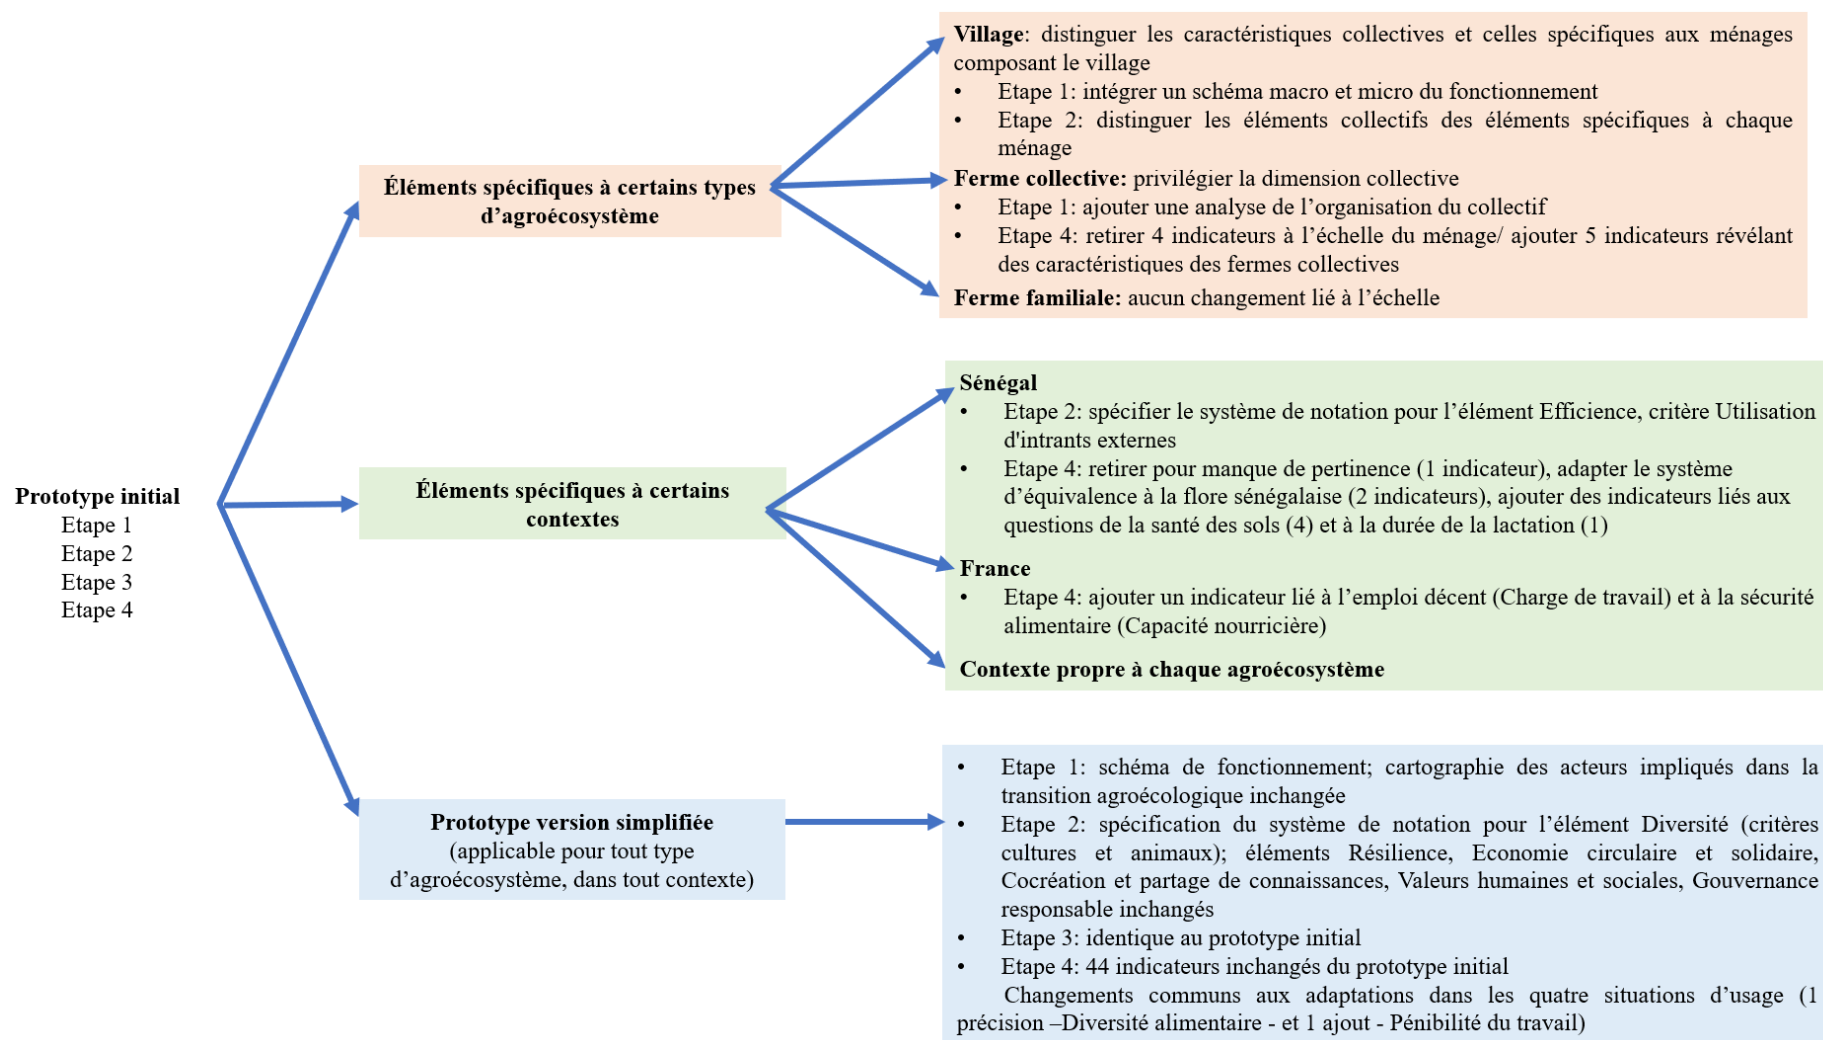 Prototype initial
Etape 1
Etape 2
Etape 3
Etape 4
Éléments spécifiques à certains types
d’agroécosystème
Village: distinguer les caractéristiques collectives et celles spécifiques aux ménages
composant le village
• Etape 1: intégrer un schéma macro et micro du fonctionnement
• Etape 2: distinguer les éléments collectifs des éléments spécifiques à chaque
ménage
Ferme collective: privilégier la dimension collective
• Etape 1: ajouter une analyse de l’organisation du collectif
• Etape 4: retirer 4 indicateurs à l’échelle du ménage/ ajouter 5 indicateurs révélant
des caractéristiques des fermes collectives
Ferme familiale: aucun changement lié à l’échelle
Éléments spécifiques à certains
contextes
Sénégal
• Etape 2: spécifier le système de notation pour l’élément Efficience, critère Utilisation
d'intrants externes
• Etape 4: retirer pour manque de pertinence (1 indicateur), adapter le système
d’équivalence à la flore sénégalaise (2 indicateurs), ajouter des indicateurs liés aux
questions de la santé des sols (4) et à la durée de la lactation (1)
France
• Etape 4: ajouter un indicateur lié à l’emploi décent (Charge de travail) et à la sécurité
alimentaire (Capacité nourricière)
Contexte propre à chaque agroécosystème
Prototype version simplifiée
(applicable pour tout type
d’agroécosystème, dans tout contexte)
• Etape 1: schéma de fonctionnement; cartographie des acteurs impliqués dans la
transition agroécologique inchangée
• Etape 2: spécification du système de notation pour l’élément Diversité (critères
cultures et animaux); éléments Résilience, Economie circulaire et solidaire,
Cocréation et partage de connaissances, Valeurs humaines et sociales, Gouvernance
responsable inchangés
• Etape 3: identique au prototype initial
• Etape 4: 44 indicateurs inchangés du prototype initial
Changements communs aux adaptations dans les quatre situations d’usage (1
précision –Diversité alimentaire - et 1 ajout - Pénibilité du travail)